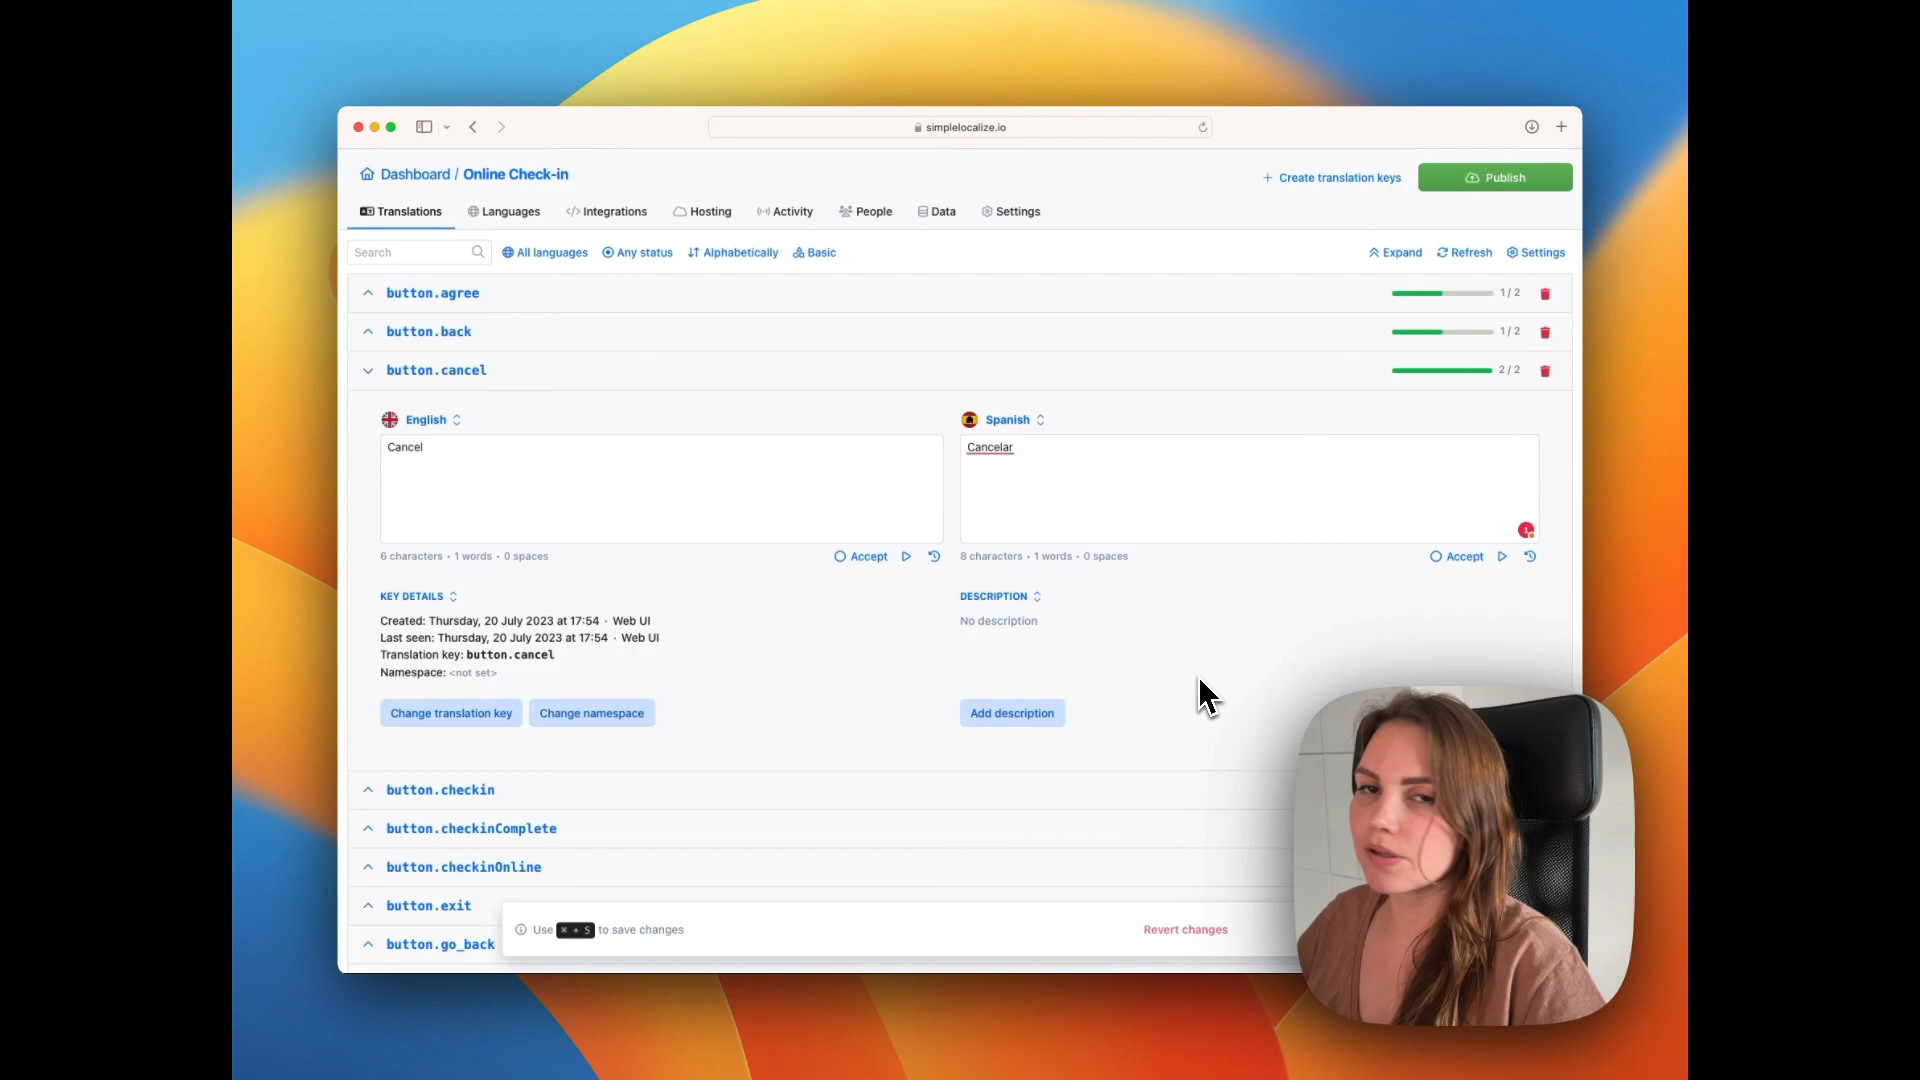 simplelocalize.io
Dashboard / Online Check-in
+ Create translation keys
Publish
Translations
Languages
Integrations
Hosting
Activity
People
Data
Settings
Search
All languages
Any status
Alphabetically
Basic
Expand
Refresh
Settings
button.agree
1 / 2
button.back
1 / 2
button.cancel
2 / 2
English
Spanish
Cancel
Cancelar
1
6 characters • 1 words • 0 spaces
Accept
8 characters • 1 words • 0 spaces
Accept
KEY DETAILS
DESCRIPTION
Created: Thursday, 20 July 2023 at 17:54 · Web UI
No description
Last seen: Thursday, 20 July 2023 at 17:54 · Web UI
Translation key: button.cancel
Namespace: <not set>
Change translation key
Change namespace
Add description
button.checkin
button.checkinComplete
button.checkinOnline
button.exit
Use ⌘ + S to save changes
Revert changes
button.go_back